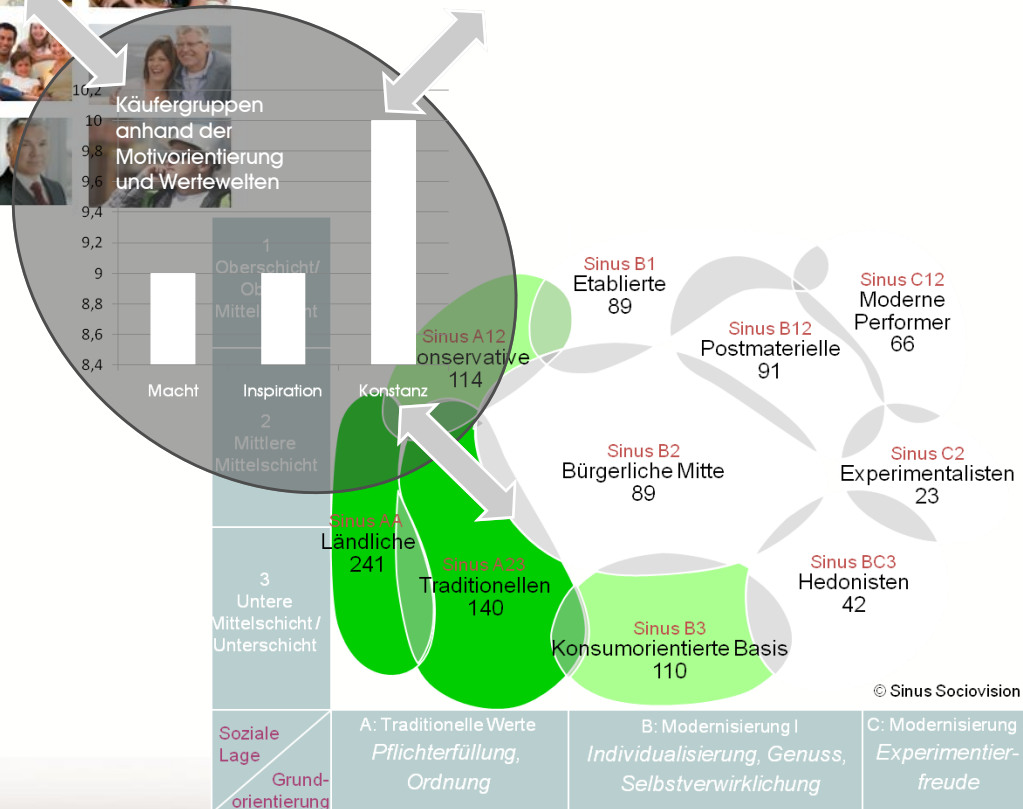 Käufergruppen
anhand der
Motivorientierung
und Wertewelten
10,2
10
9,8
9,6
9,4
9,2
9
8,8
8,6
8,4
Macht
Inspiration
Konstanz
1
Oberschicht/
2
Mittlere
Mittelschicht
3
Untere
Mittelschicht /
Unterschicht
Sinus B1
Etablierte
89
Sinus A12
onservative
114
Sinus B12
Postmaterielle
91
Sinus C12
Moderne
Performer
66
Sinus B2
Bürgerliche Mitte
89
Sinus C2
Experimentalisten
23
Sinus AA
Ländliche
241
Sinus A23
Traditionellen
140
Sinus BC3
Hedonisten
42
Sinus B3
Konsumorientierte Basis
110
© Sinus Sociovision
Soziale
Lage
Grund-
orientierung
A: Traditionelle Werte
Pflichterfüllung,
Ordnung
B: Modernisierung I
Individualisierung, Genuss,
Selbstverwirklichung
C: Modernisierung
Experimentier-
freude